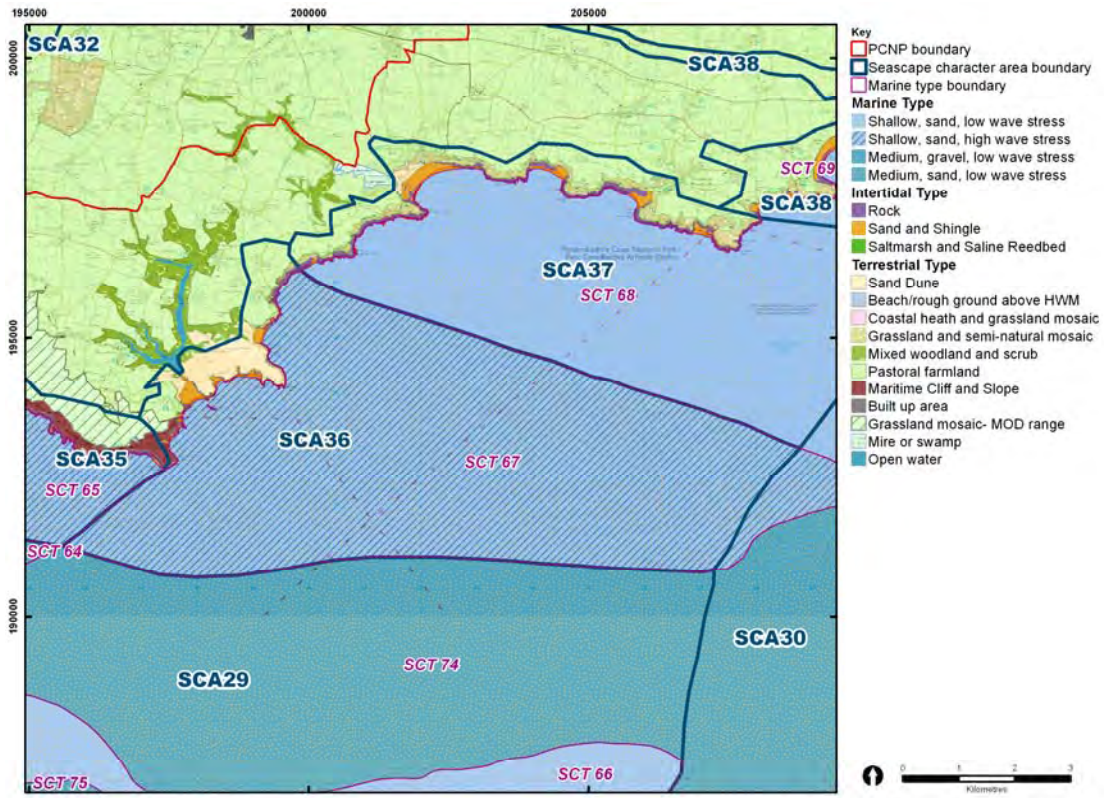 195000
200000
205000
200000
195000
190000
SCA32
SCA38
SCT 69
SCA38
SCA37
SCT 68
SCA36
SCT 67
SCA35
SCT 65
SCT 64
SCA30
SCT 74
SCA29
SCT 66
SCT 75
Key
PCNP boundary
Seascape character area boundary
Marine type boundary
Marine Type
Shallow, sand, low wave stress
Shallow, sand, high wave stress
Medium, gravel, low wave stress
Medium, sand, low wave stress
Intertidal Type
Rock
Sand and Shingle
Saltmarsh and Saline Reedbed
Terrestrial Type
Sand Dune
Beach/rough ground above HWM
Coastal heath and grassland mosaic
Grassland and semi-natural mosaic
Mixed woodland and scrub
Pastoral farmland
Maritime Cliff and Slope
Built up area
Grassland mosaic- MOD range
Mire or swamp
Open water
0 1 2 3
Kilometres